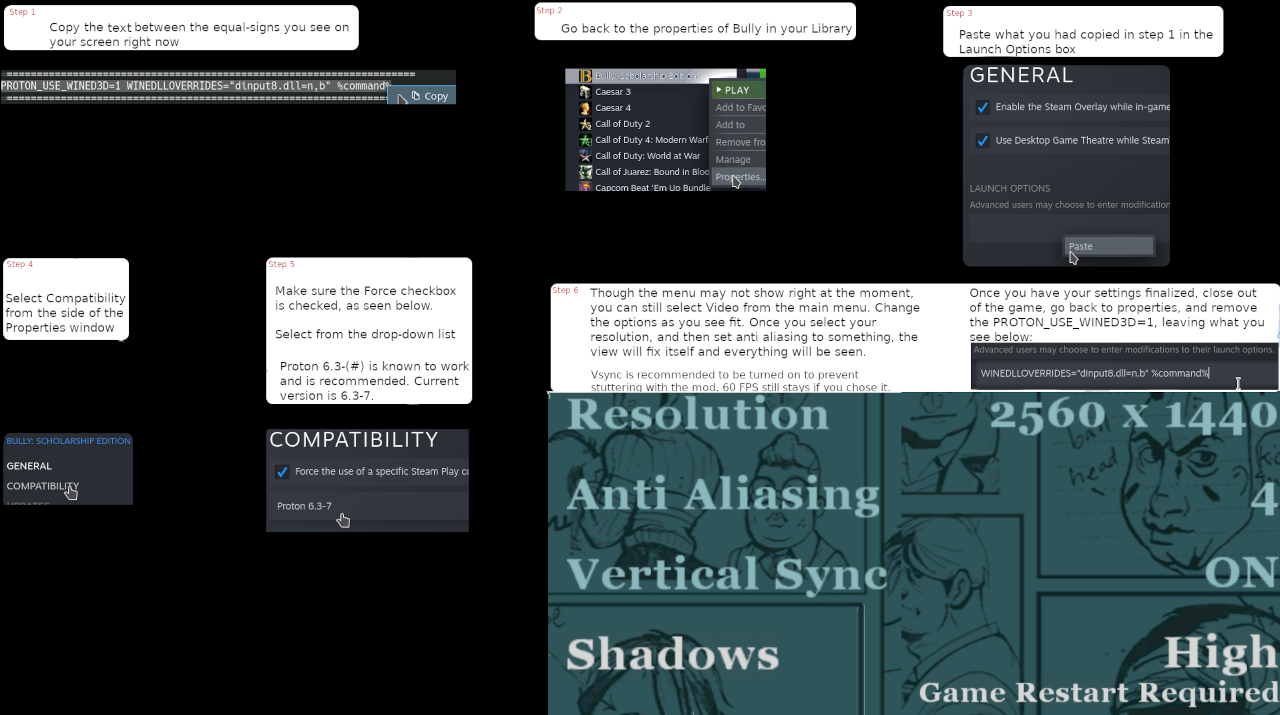 Step 1
Copy the text between the equal-signs you see on
your screen right now
=====================================================================
PROTON_USE_WINED3D=1 WINEDLLOVERRIDES="dinput8.dll=n,b" %command%
=====================================================================
Copy
Step 2
Go back to the properties of Bully in your Library
Bully: Scholarship Edition
Caesar 3
Caesar 4
Call of Duty 2
Call of Duty 4: Modern Warf
Call of Duty: World at War
Call of Juarez: Bound In Bloo
Capcom Beat 'Em Up Bundle
PLAY
Add to Favo
Add to
Remove fro
Manage
Properties...
Step 3
Paste what you had copied in step 1 in the
Launch Options box
GENERAL
Enable the Steam Overlay while in-game
Use Desktop Game Theatre while Steam
LAUNCH OPTIONS
Advanced users may choose to enter modification
Paste
Step 4
Select Compatibility
from the side of the
Properties window
BULLY: SCHOLARSHIP EDITION
GENERAL
COMPATIBILITY
UPDATES
Step 5
Make sure the Force checkbox
is checked, as seen below.
Select from the drop-down list
Proton 6.3-(#) is known to work
and is recommended. Current
version is 6.3-7.
COMPATIBILITY
Force the use of a specific Steam Play co
Proton 6.3-7
Step 6
Though the menu may not show right at the moment,
you can still select Video from the main menu. Change
the options as you see fit. Once you select your
resolution, and then set anti aliasing to something, the
view will fix itself and everything will be seen.
Vsync is recommended to be turned on to prevent
stuttering with the mod. 60 FPS still stays if you chose it.
Once you have your settings finalized, close out
of the game, go back to properties, and remove
the PROTON_USE_WINED3D=1, leaving what you
see below:
Advanced users may choose to enter modifications to their launch options.
WINEDLLOVERRIDES="dinput8.dll=n,b" %command%
Resolution 2560 x 1440
Anti Aliasing 4
Vertical Sync ON
Shadows High
Game Restart Required